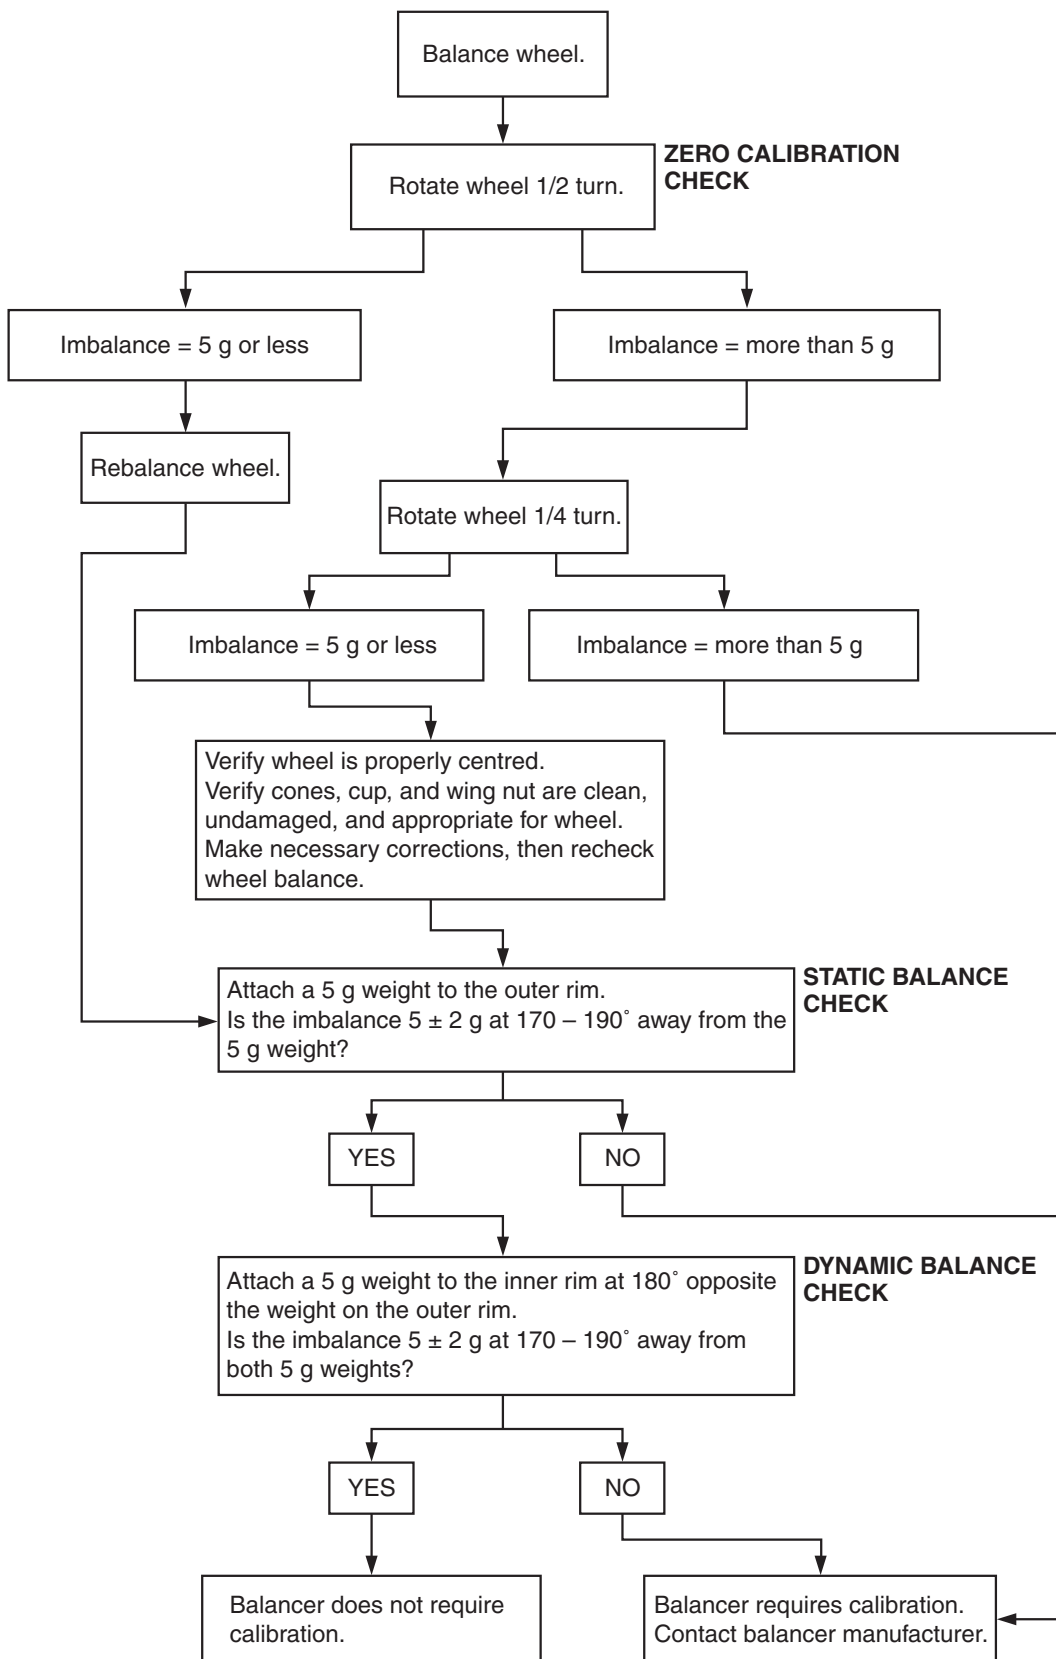 Balance wheel.
ZERO CALIBRATION
CHECK
Rotate wheel 1/2 turn.
Imbalance = 5 g or less
Imbalance = more than 5 g
Rebalance wheel.
Rotate wheel 1/4 turn.
Imbalance = 5 g or less
Imbalance = more than 5 g
Verify wheel is properly centred.
Verify cones, cup, and wing nut are clean,
undamaged, and appropriate for wheel.
Make necessary corrections, then recheck
wheel balance.
STATIC BALANCE
CHECK
Attach a 5 g weight to the outer rim.
Is the imbalance 5 ± 2 g at 170 – 190˚ away from the
5 g weight?
YES
NO
DYNAMIC BALANCE
CHECK
Attach a 5 g weight to the inner rim at 180˚ opposite
the weight on the outer rim.
Is the imbalance 5 ± 2 g at 170 – 190˚ away from
both 5 g weights?
YES
NO
Balancer does not require
calibration.
Balancer requires calibration.
Contact balancer manufacturer.